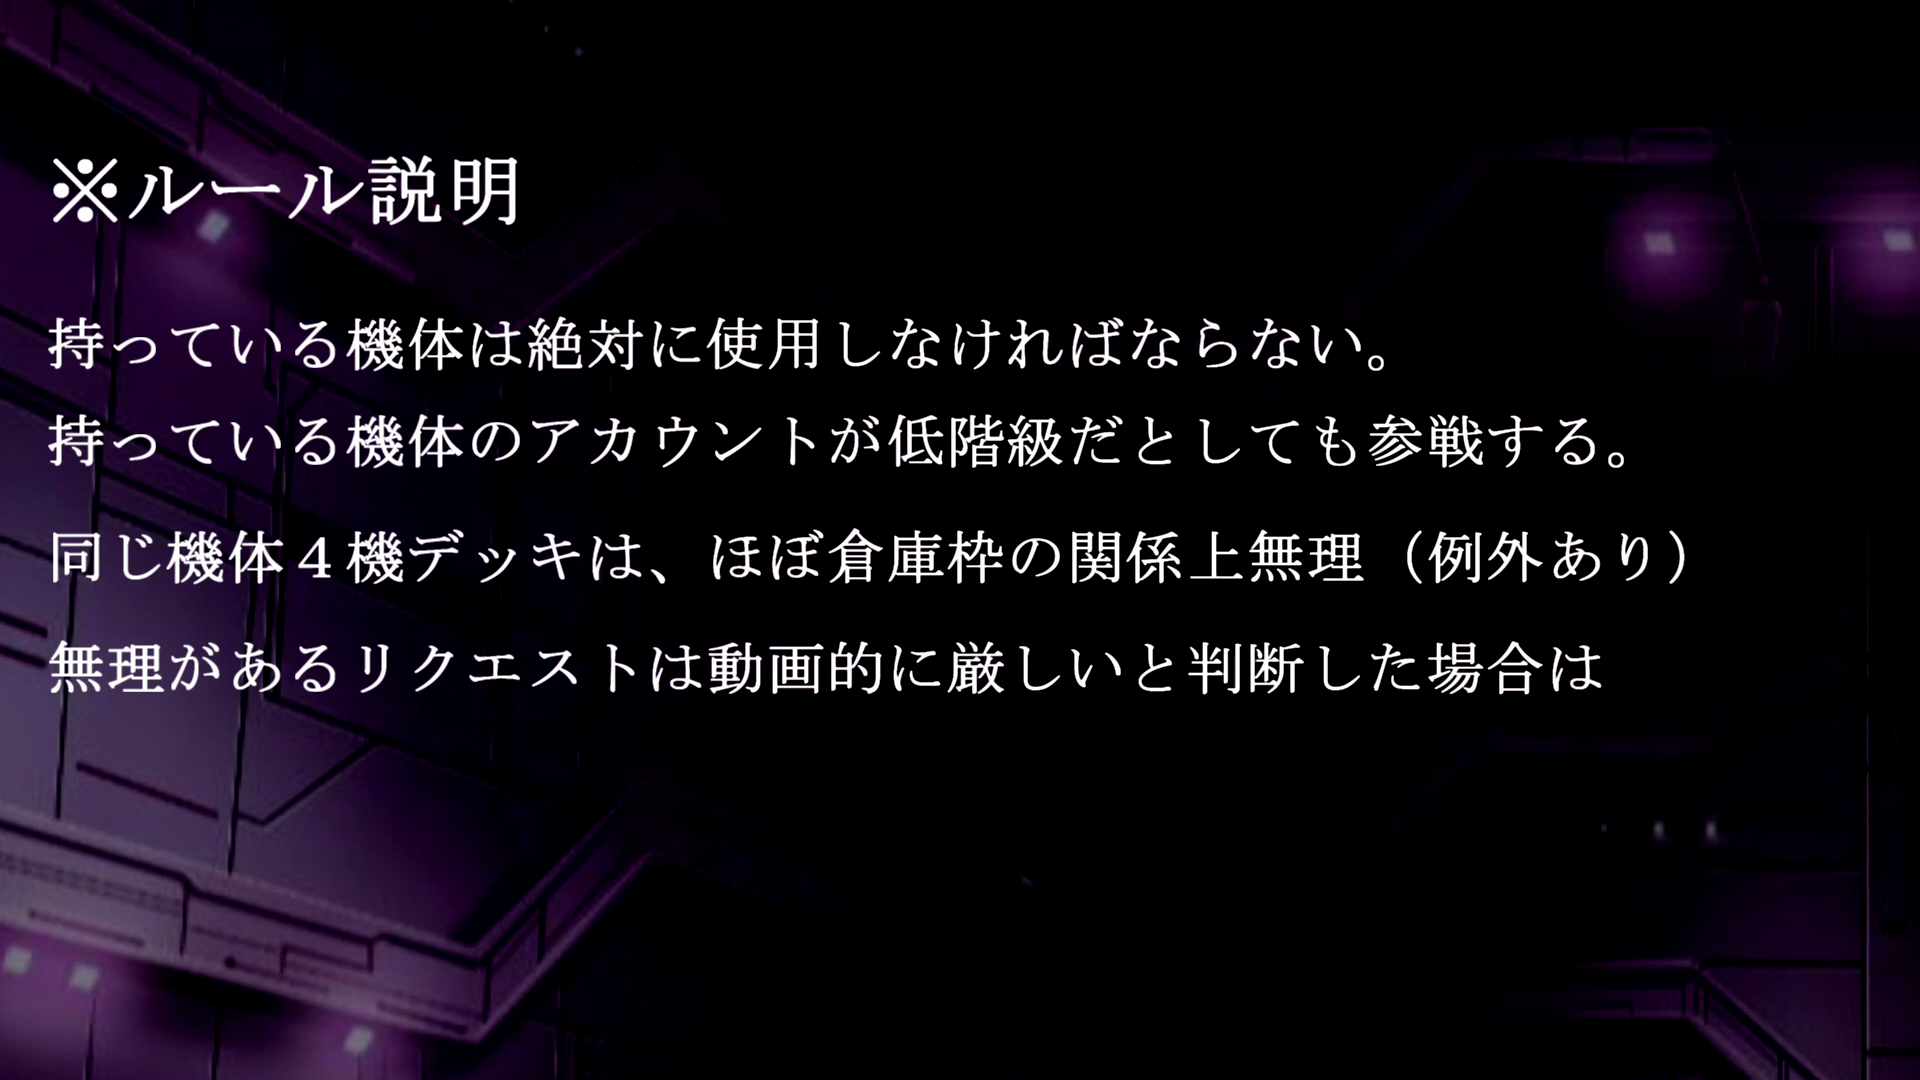 ※ルール説明
持っている機体は絶対に使用しなければならない。
持っている機体のアカウントが低階級だとしても参戦する。
同じ機体４機デッキは、ほぼ倉庫枠の関係上無理（例外あり）
無理があるリクエストは動画的に厳しいと判断した場合は